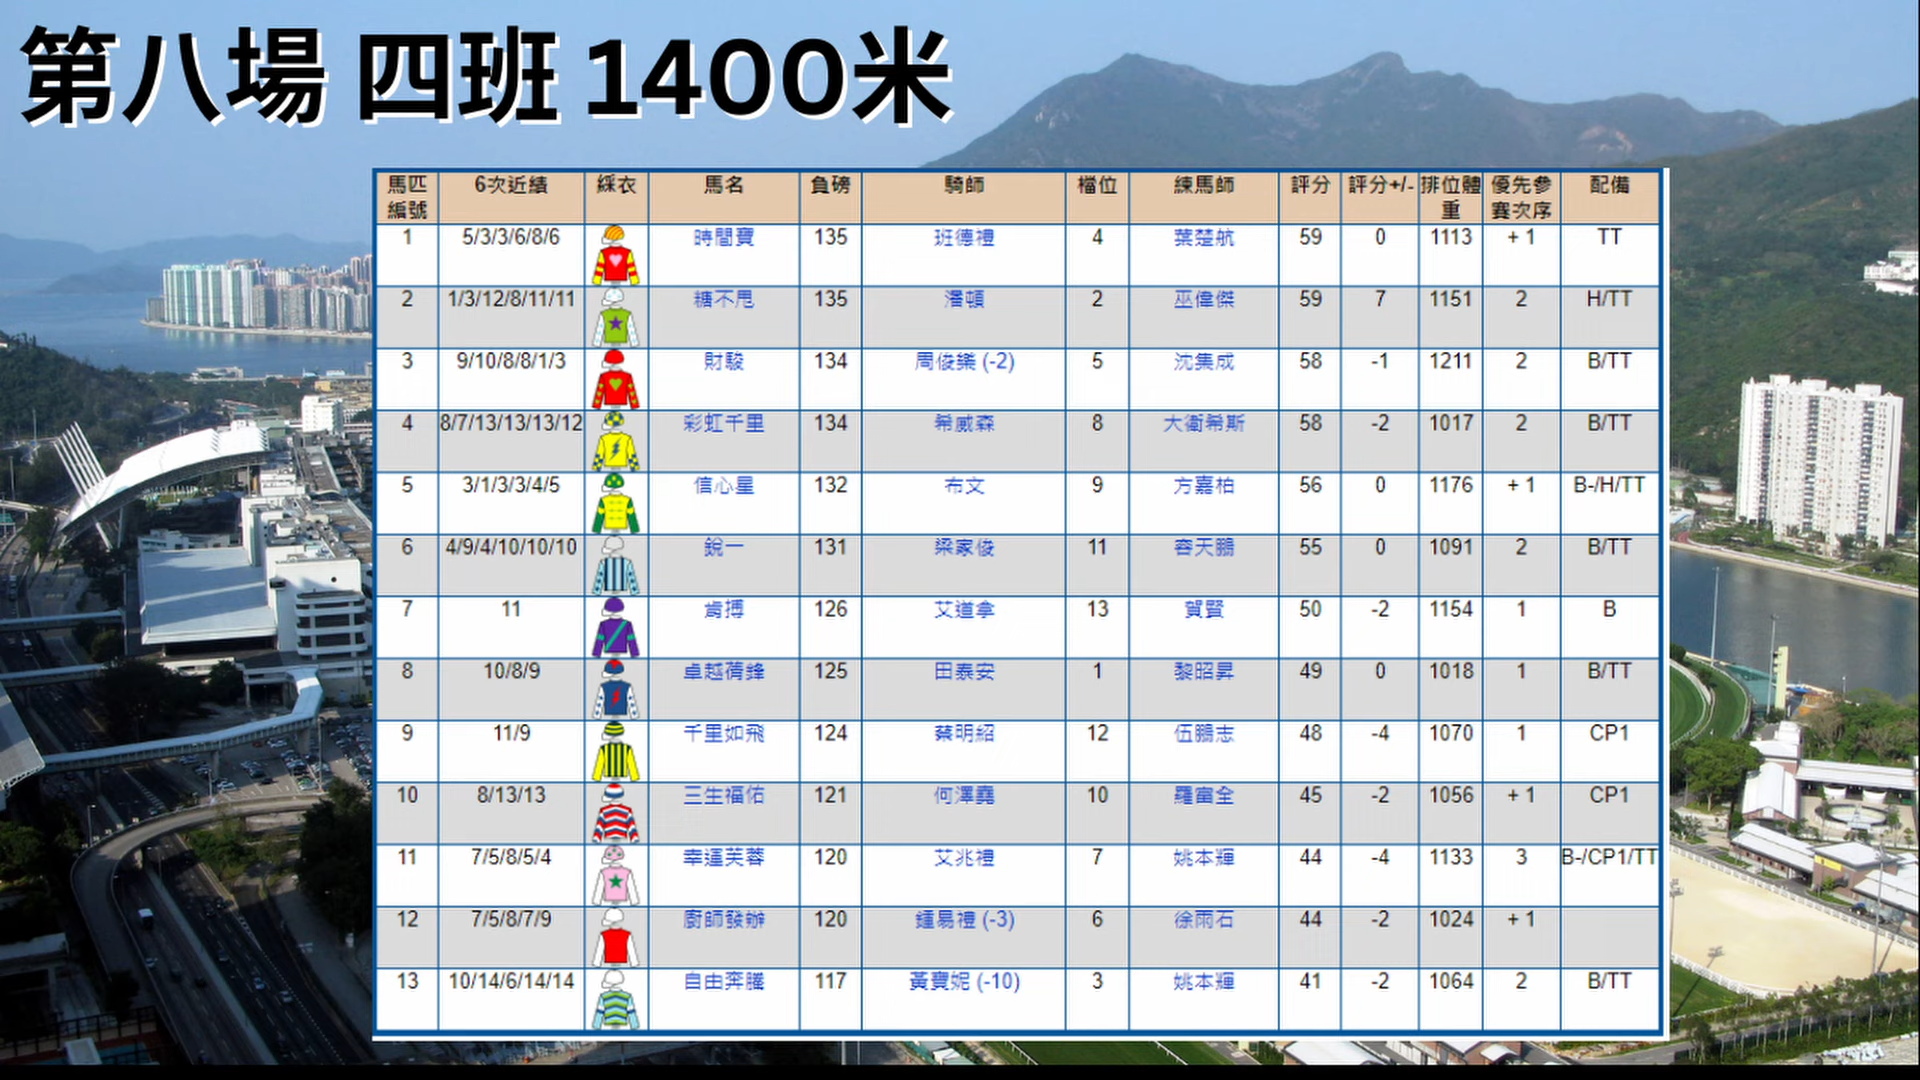 第八場 四班 1400米
馬匹編號 6次近績 綵衣 馬名 負磅 騎師 檔位 練馬師 評分 評分+/- 排位體重 優先參賽次序 配備
1 5/3/3/6/8/6 時間寶 135 班德禮 4 葉楚航 59 0 1113 + 1 TT
2 1/3/12/8/11/11 糖不甩 135 潘頓 2 巫偉傑 59 7 1151 2 H/TT
3 9/10/8/8/1/3 財駿 134 周俊樂 (-2) 5 沈集成 58 -1 1211 2 B/TT
4 8/7/13/13/13/12 彩虹千里 134 希威森 8 大衛希斯 58 -2 1017 2 B/TT
5 3/1/3/3/4/5 信心星 132 布文 9 方嘉柏 56 0 1176 + 1 B-/H/TT
6 4/9/4/10/10/10 銳一 131 梁家俊 11 容天鵬 55 0 1091 2 B/TT
7 11 肯搏 126 艾道拿 13 賀賢 50 -2 1154 1 B
8 10/8/9 卓越蒨鋒 125 田泰安 1 黎昭昇 49 0 1018 1 B/TT
9 11/9 千里如飛 124 蔡明紹 12 伍鵬志 48 -4 1070 1 CP1
10 8/13/13 三生福佑 121 何澤堯 10 羅富全 45 -2 1056 + 1 CP1
11 7/5/8/5/4 幸運芙蓉 120 艾兆禮 7 姚本輝 44 -4 1133 3 B-/CP1/TT
12 7/5/8/7/9 廚師發辦 120 鍾易禮 (-3) 6 徐雨石 44 -2 1024 + 1
13 10/14/6/14/14 自由奔騰 117 黃寶妮 (-10) 3 姚本輝 41 -2 1064 2 B/TT